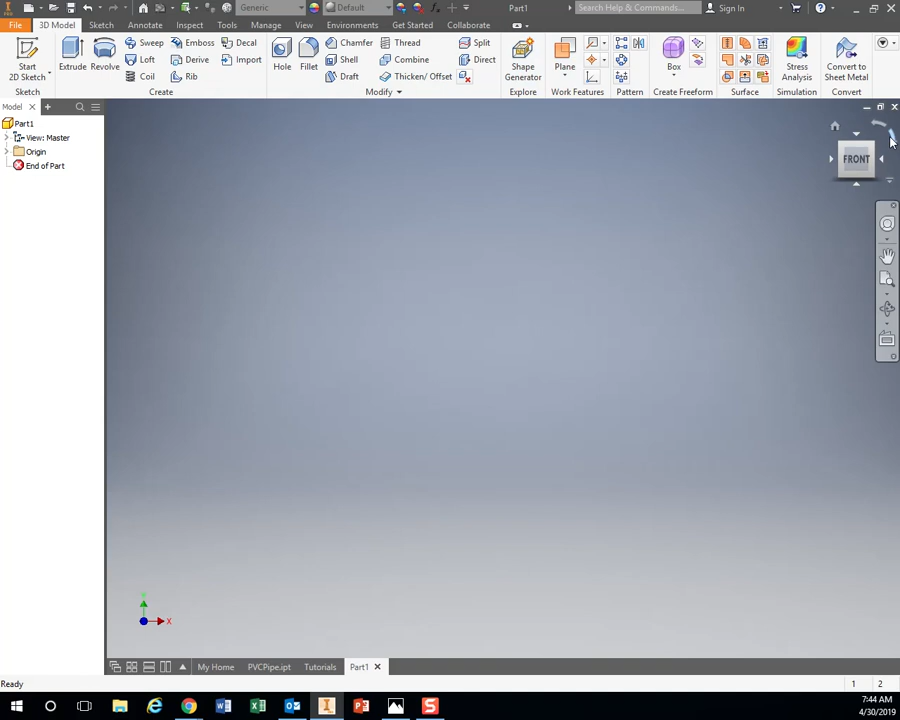 Generic Default Part1 Search Help & Commands... Sign In
File 3D Model Sketch Annotate Inspect Tools Manage View Environments Get Started Collaborate
Start
2D Sketch
Extrude Revolve
Sweep Emboss Decal
Loft Derive Import
Coil Rib
Hole Fillet
Chamfer Thread Split
Shell Combine Direct
Draft Thicken/ Offset
Shape
Generator
Plane
Box
Stress
Analysis
Convert to
Sheet Metal
Sketch Create Modify Explore Work Features Pattern Create Freeform Surface Simulation Convert
Model
Part1
View: Master
Origin
End of Part
FRONT
X
My Home PVCPipe.ipt Tutorials Part1
Ready 1 2
7:44 AM
4/30/2019